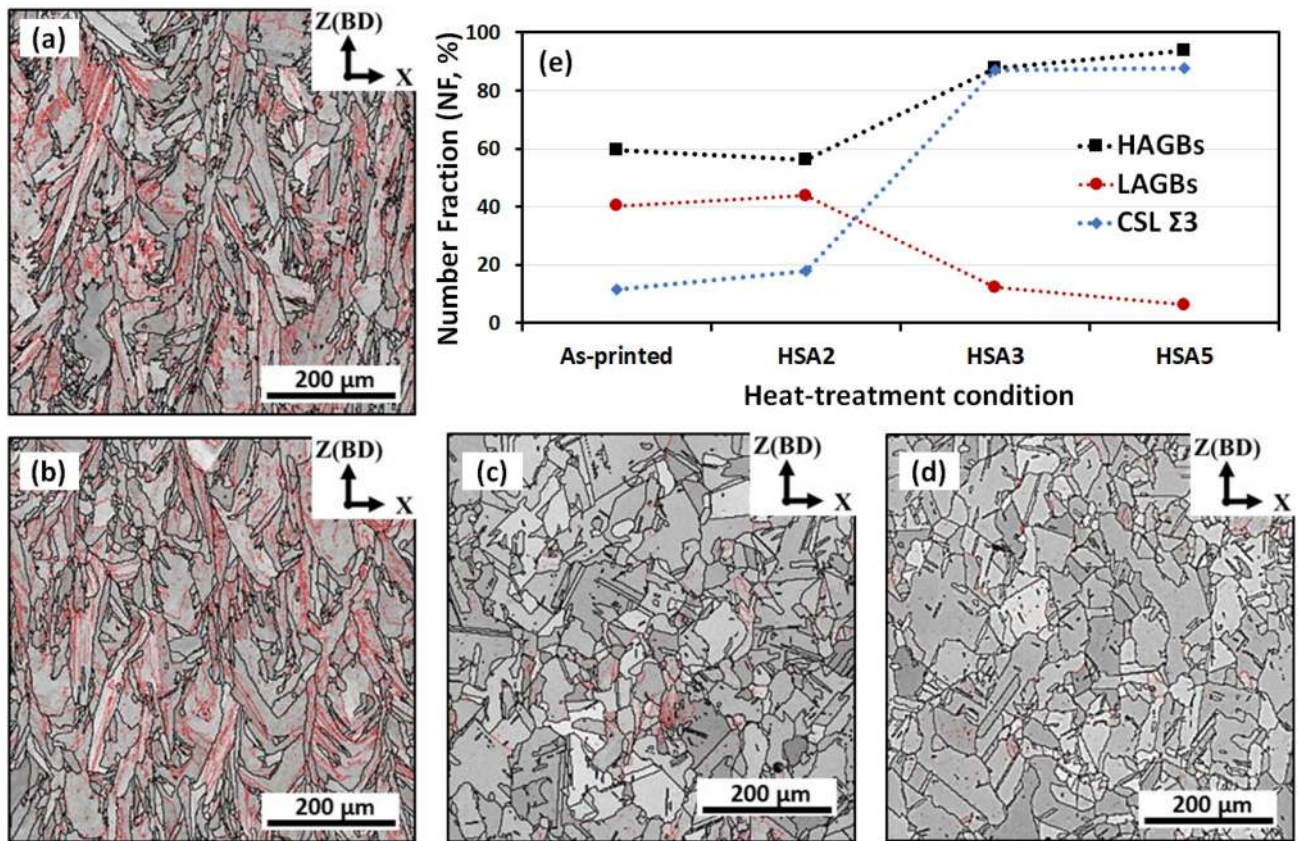 (a)
Z(BD)
X
200 µm
(e)
Number Fraction (NF, %)
100
80
60
40
20
0
HAGBs
LAGBs
CSL Σ3
As-printed
HSA2
HSA3
HSA5
Heat-treatment condition
(b)
Z(BD)
X
200 µm
(c)
Z(BD)
X
200 µm
(d)
Z(BD)
X
200 µm